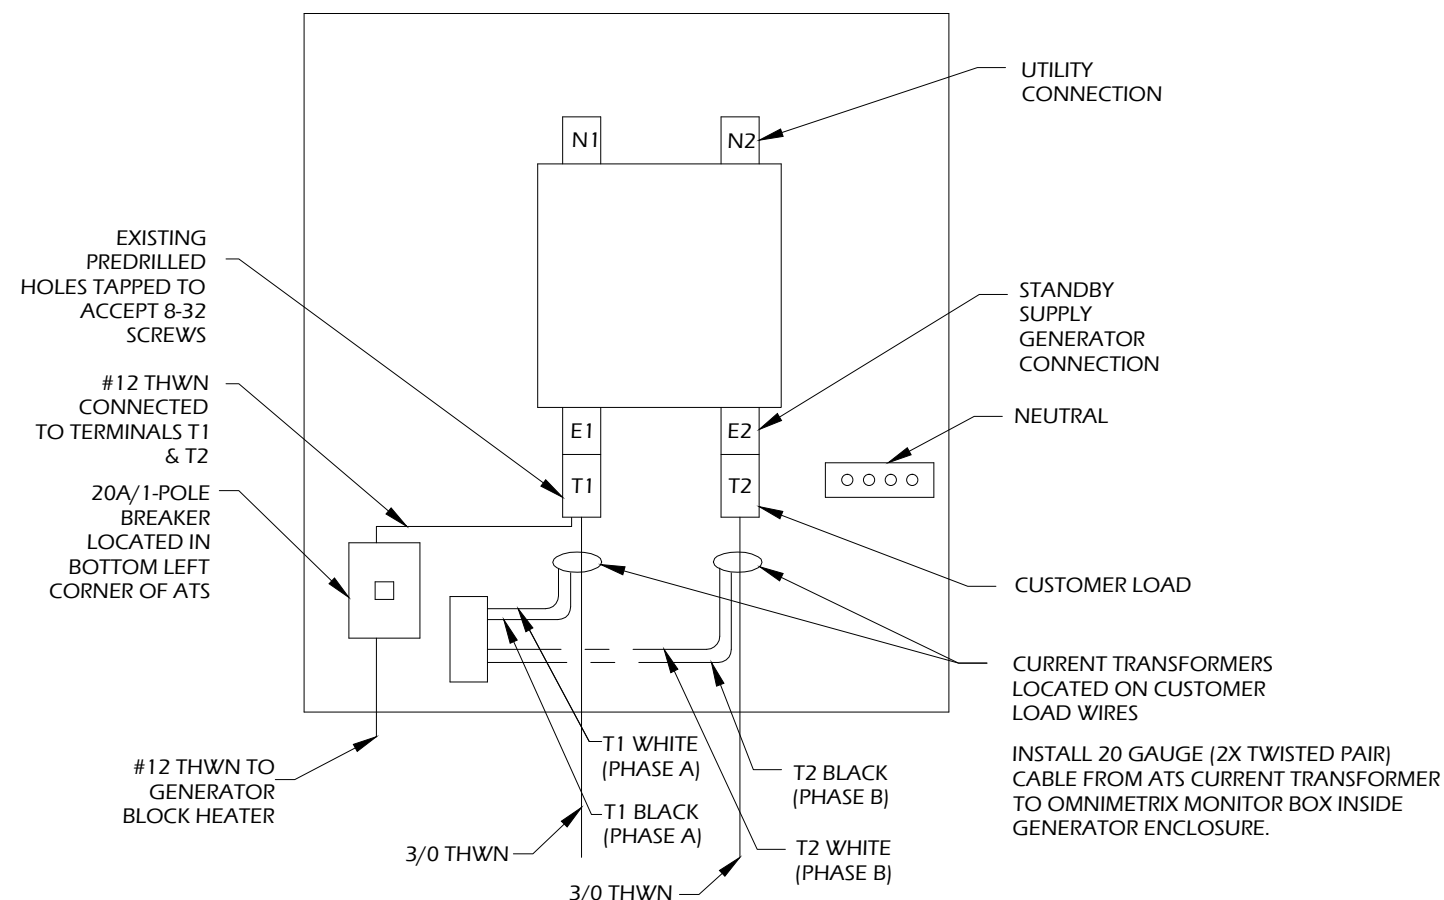 UTILITY
CONNECTION
N1
N2
EXISTING
PREDRILLED
HOLES TAPPED TO
ACCEPT 8-32
SCREWS
STANDBY
SUPPLY
GENERATOR
CONNECTION
#12 THWN
CONNECTED
TO TERMINALS T1
& T2
E1
E2
NEUTRAL
T1
T2
20A/1-POLE
BREAKER
LOCATED IN
BOTTOM LEFT
CORNER OF ATS
CUSTOMER LOAD
CURRENT TRANSFORMERS
LOCATED ON CUSTOMER
LOAD WIRES
INSTALL 20 GAUGE (2X TWISTED PAIR)
CABLE FROM ATS CURRENT TRANSFORMER
TO OMNIMETRIX MONITOR BOX INSIDE
GENERATOR ENCLOSURE.
#12 THWN TO
GENERATOR
BLOCK HEATER
T1 WHITE
(PHASE A)
T1 BLACK
(PHASE A)
T2 BLACK
(PHASE B)
T2 WHITE
(PHASE B)
3/0 THWN
3/0 THWN